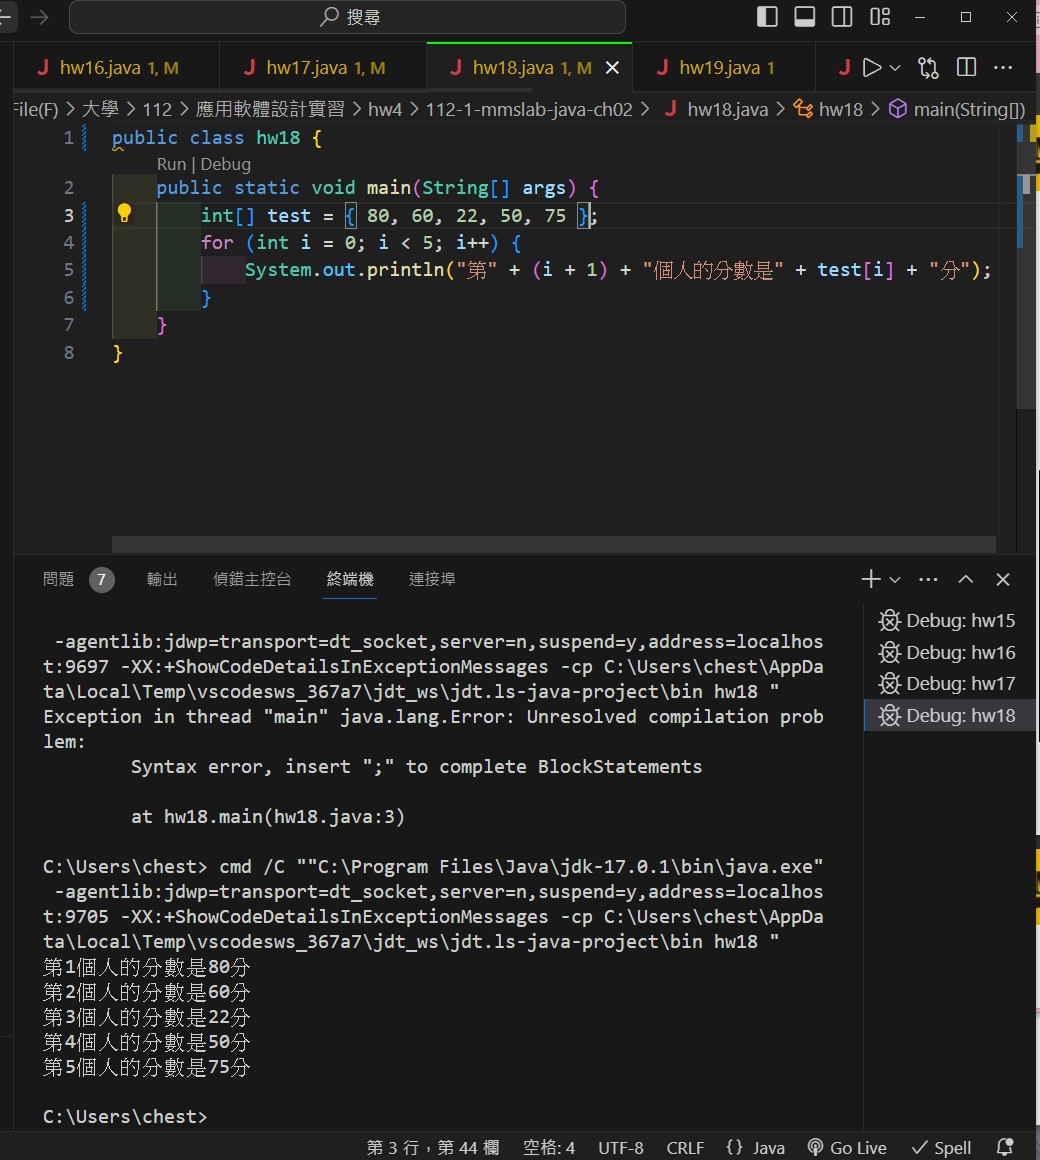 搜尋
J hw16.java 1, M J hw17.java 1, M J hw18.java 1, M J hw19.java 1 J
File(F) > 大學 > 112 > 應用軟體設計實習 > hw4 > 112-1-mmslab-java-ch02 > J hw18.java > hw18 > main(String[])
1 public class hw18 {
Run | Debug
2 public static void main(String[] args) {
3 int[] test = { 80, 60, 22, 50, 75 };
4 for (int i = 0; i < 5; i++) {
5 System.out.println("第" + (i + 1) + "個人的分數是" + test[i] + "分");
6 }
7 }
8 }
問題 7 輸出 偵錯主控台 終端機 連接埠
Debug: hw15
Debug: hw16
Debug: hw17
Debug: hw18
-agentlib:jdwp=transport=dt_socket,server=n,suspend=y,address=localhos
t:9697 -XX:+ShowCodeDetailsInExceptionMessages -cp C:\Users\chest\AppDa
ta\Local\Temp\vscodesws_367a7\jdt_ws\jdt.ls-java-project\bin hw18 "
Exception in thread "main" java.lang.Error: Unresolved compilation prob
lem:
Syntax error, insert ";" to complete BlockStatements
at hw18.main(hw18.java:3)
C:\Users\chest> cmd /C ""C:\Program Files\Java\jdk-17.0.1\bin\java.exe"
-agentlib:jdwp=transport=dt_socket,server=n,suspend=y,address=localhos
t:9705 -XX:+ShowCodeDetailsInExceptionMessages -cp C:\Users\chest\AppDa
ta\Local\Temp\vscodesws_367a7\jdt_ws\jdt.ls-java-project\bin hw18 "
第1個人的分數是80分
第2個人的分數是60分
第3個人的分數是22分
第4個人的分數是50分
第5個人的分數是75分
C:\Users\chest>
第 3 行，第 44 欄 空格: 4 UTF-8 CRLF {} Java Go Live Spell